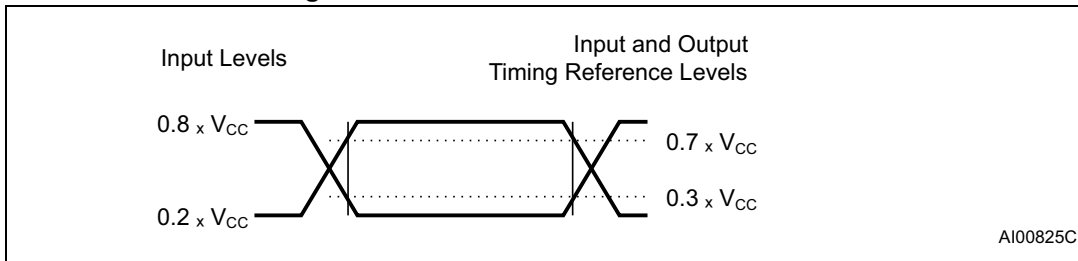 Input Levels
Input and Output
Timing Reference Levels
0.8 x VCC
0.7 x VCC
0.3 x VCC
0.2 x VCC
AI00825C